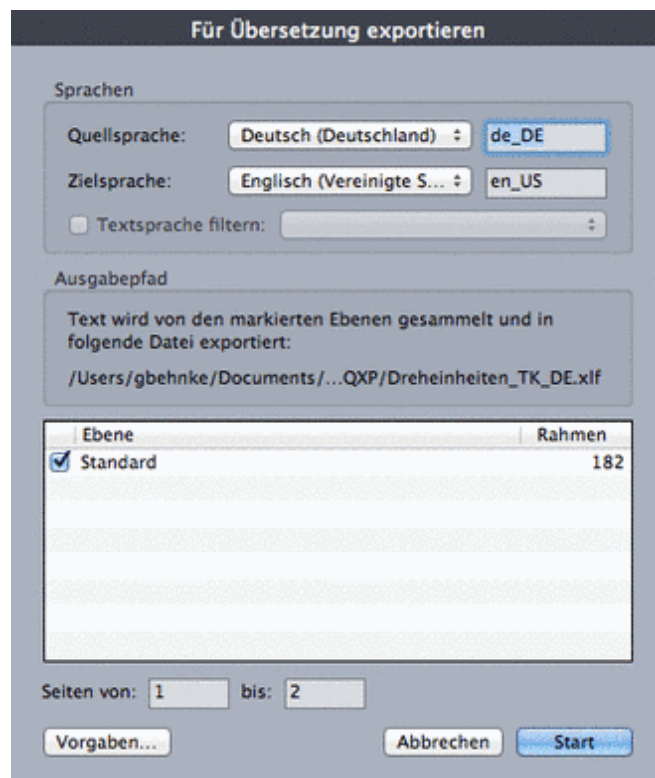 Für Übersetzung exportieren
Sprachen
Quellsprache: Deutsch (Deutschland) de_DE
Zielsprache: Englisch (Vereinigte S... en_US
Textsprache filtern:
Ausgabepfad
Text wird von den markierten Ebenen gesammelt und in
folgende Datei exportiert:
/Users/gbehnke/Documents/...QXP/Dreheinheiten_TK_DE.xlf
Ebene Rahmen
Standard 182
Seiten von: 1 bis: 2
Vorgaben... Abbrechen Start